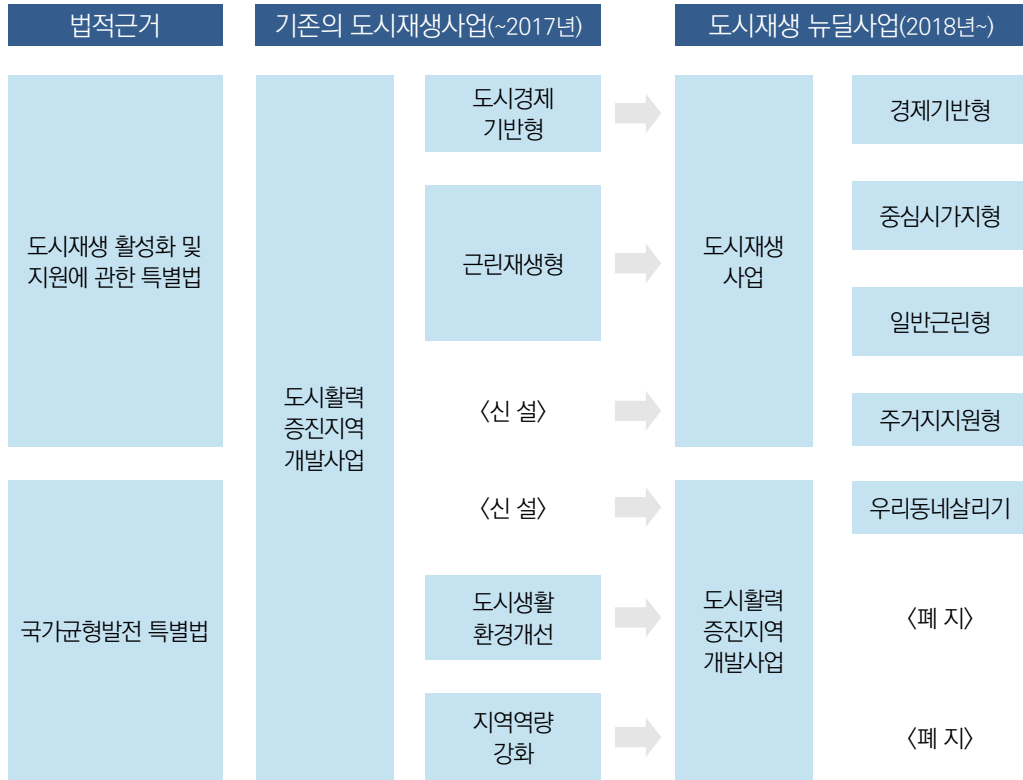 법적근거
기존의 도시재생사업(~2017년)
도시재생 뉴딜사업(2018년~)
도시재생 활성화 및
지원에 관한 특별법
국가균형발전 특별법
도시활력
증진지역
개발사업
도시경제
기반형
근린재생형
〈신 설〉
〈신 설〉
도시생활
환경개선
지역역량
강화
도시재생
사업
도시활력
증진지역
개발사업
경제기반형
중심시가지형
일반근린형
주거지지원형
우리동네살리기
〈폐 지〉
〈폐 지〉